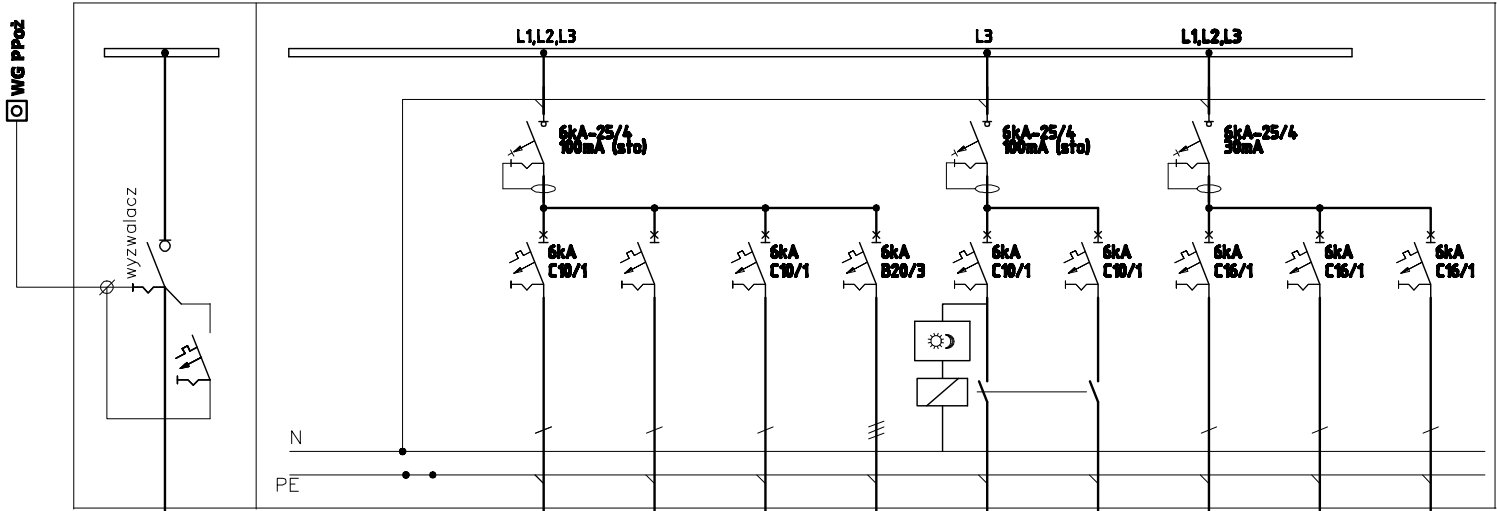 WG PPoż
wyzwalacz
L1,L2,L3
L3
L1,L2,L3
6kA-25/4
100mA (sto)
6kA-25/4
100mA (sto)
6kA-25/4
30mA
6kA
C10/1
6kA
C10/1
6kA
B20/3
6kA
C10/1
6kA
C10/1
6kA
C16/1
6kA
C16/1
6kA
C16/1
N
PE